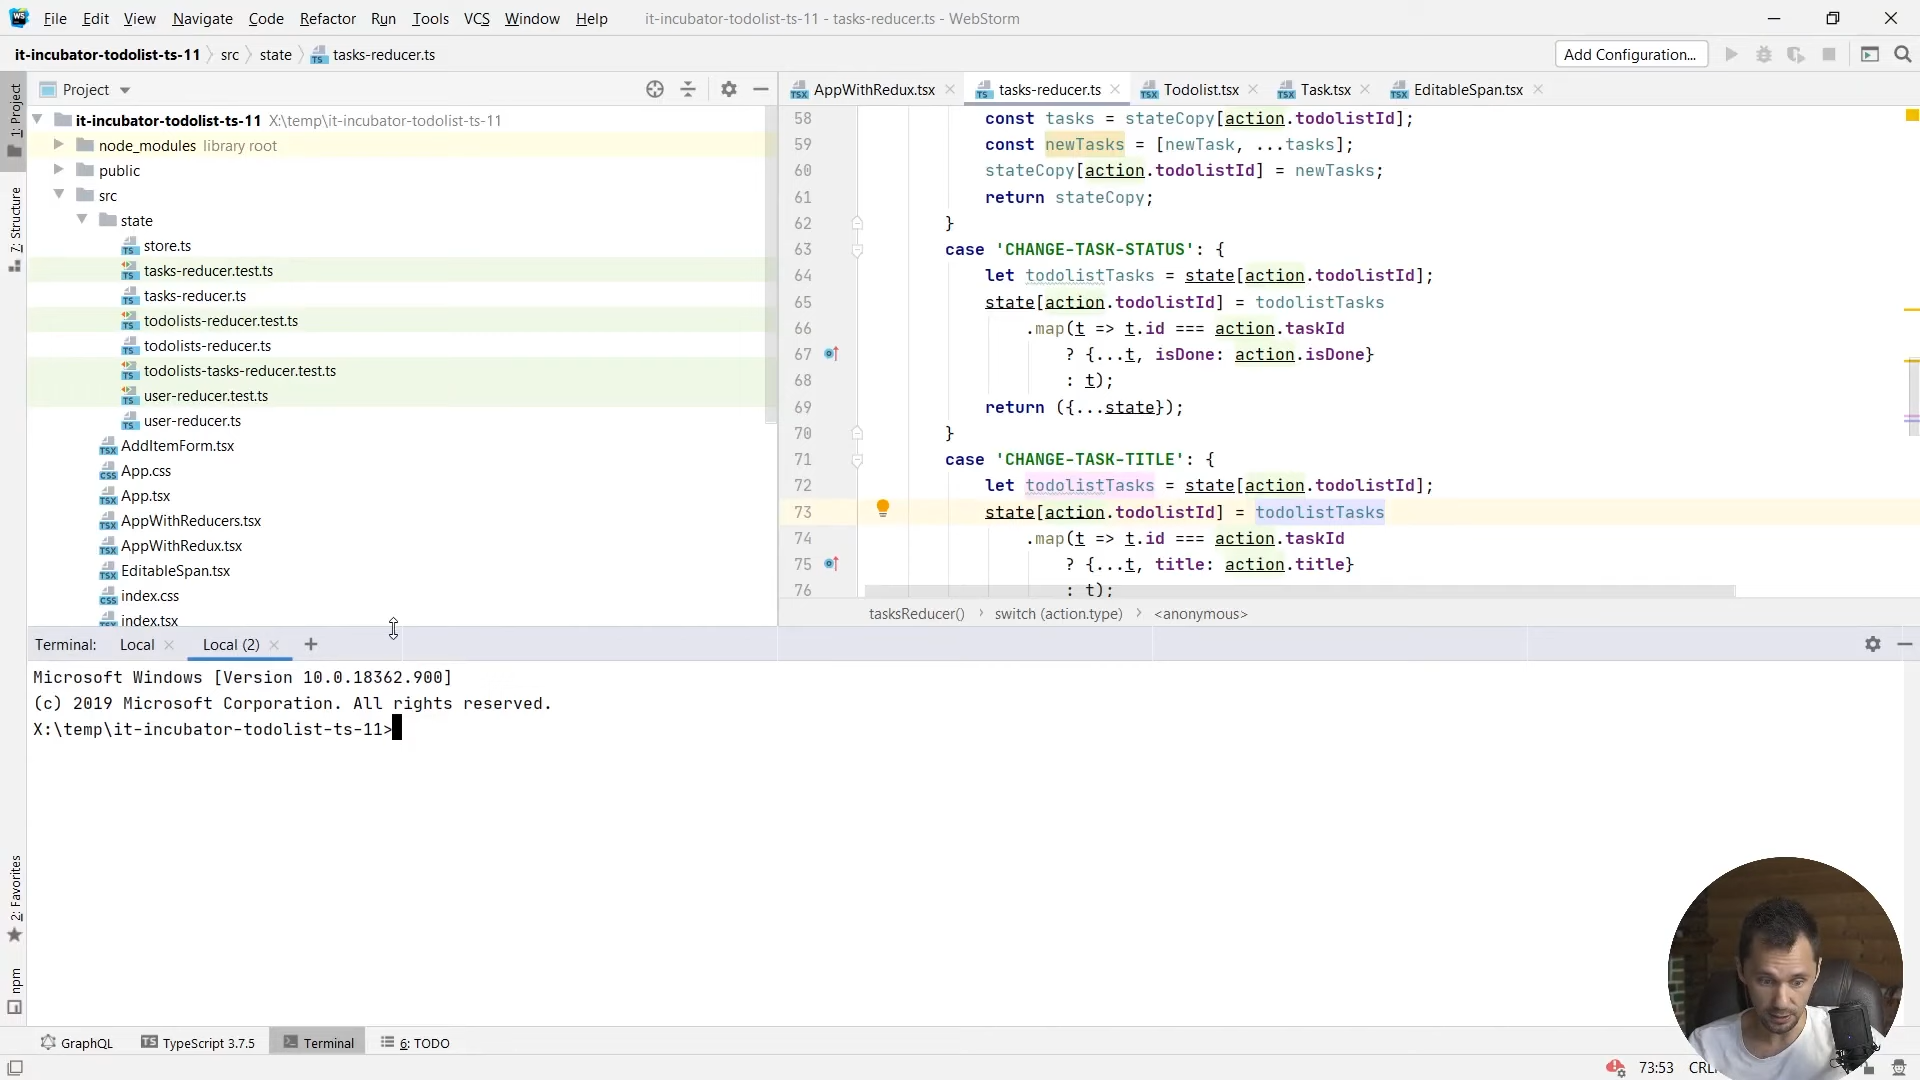 WS File Edit View Navigate Code Refactor Run Tools VCS Window Help it-incubator-todolist-ts-11 - tasks-reducer.ts - WebStorm
it-incubator-todolist-ts-11 src state tasks-reducer.ts Add Configuration...
1: Project
7: Structure
2: Favorites
npm
Project
it-incubator-todolist-ts-11 X:\temp\it-incubator-todolist-ts-11
node_modules library root
public
src
state
store.ts
tasks-reducer.test.ts
tasks-reducer.ts
todolists-reducer.test.ts
todolists-reducer.ts
todolists-tasks-reducer.test.ts
user-reducer.test.ts
user-reducer.ts
AddItemForm.tsx
App.css
App.tsx
AppWithReducers.tsx
AppWithRedux.tsx
EditableSpan.tsx
index.css
index.tsx
AppWithRedux.tsx tasks-reducer.ts Todolist.tsx Task.tsx EditableSpan.tsx
58 const tasks = stateCopy[action.todolistId];
59 const newTasks = [newTask, ...tasks];
60 stateCopy[action.todolistId] = newTasks;
61 return stateCopy;
62 }
63 case 'CHANGE-TASK-STATUS': {
64 let todolistTasks = state[action.todolistId];
65 state[action.todolistId] = todolistTasks
66 .map(t => t.id === action.taskId
67 ? {...t, isDone: action.isDone}
68 : t);
69 return ({...state});
70 }
71 case 'CHANGE-TASK-TITLE': {
72 let todolistTasks = state[action.todolistId];
73 state[action.todolistId] = todolistTasks
74 .map(t => t.id === action.taskId
75 ? {...t, title: action.title}
76 : t);
tasksReducer() switch (action.type) <anonymous>
Terminal: Local Local (2)
Microsoft Windows [Version 10.0.18362.900]
(c) 2019 Microsoft Corporation. All rights reserved.
X:\temp\it-incubator-todolist-ts-11>
GraphQL TypeScript 3.7.5 Terminal 6: TODO
73:53